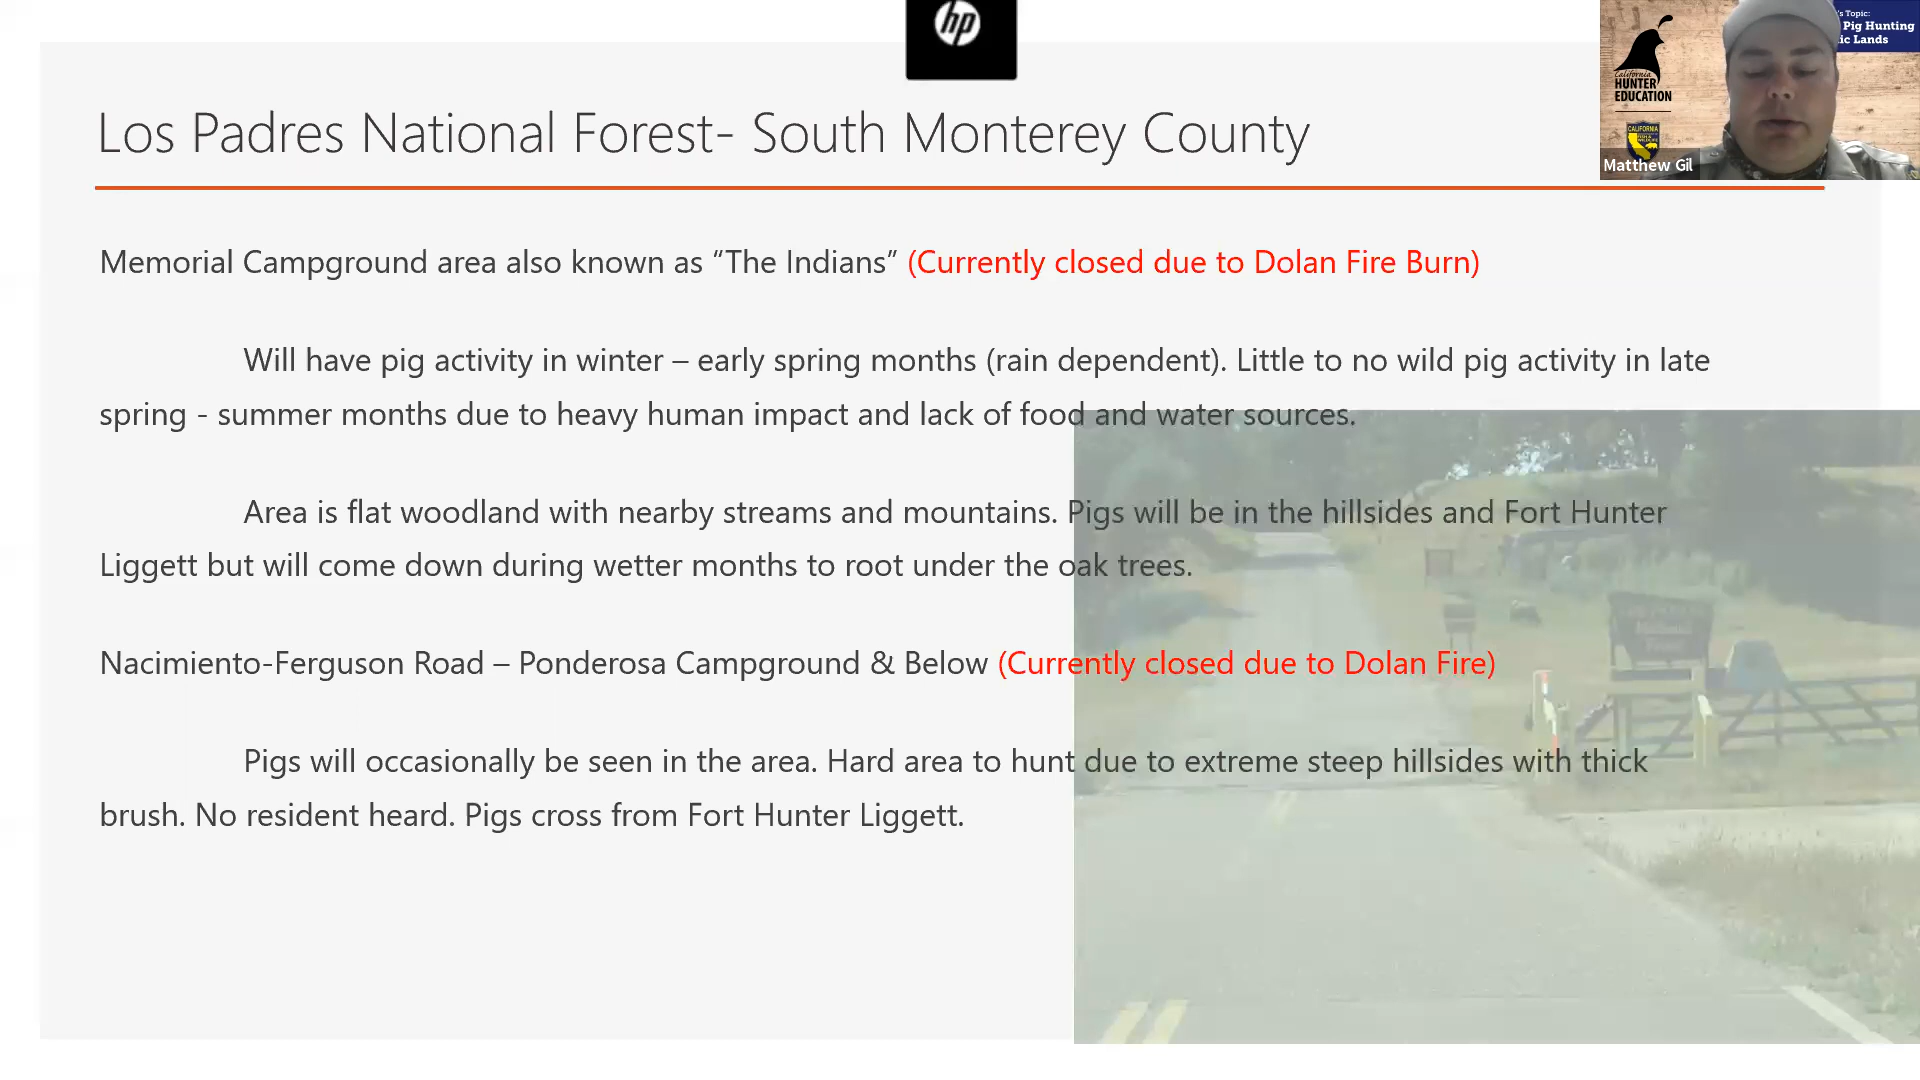 hp
's Topic:
Pig Hunting
ic Lands
California
HUNTER
EDUCATION
CALIFORNIA
Matthew Gil
Los Padres National Forest- South Monterey County
Memorial Campground area also known as “The Indians” (Currently closed due to Dolan Fire Burn)
Will have pig activity in winter – early spring months (rain dependent). Little to no wild pig activity in late
spring - summer months due to heavy human impact and lack of food and water sources.
Area is flat woodland with nearby streams and mountains. Pigs will be in the hillsides and Fort Hunter
Liggett but will come down during wetter months to root under the oak trees.
Nacimiento-Ferguson Road – Ponderosa Campground & Below (Currently closed due to Dolan Fire)
Pigs will occasionally be seen in the area. Hard area to hunt due to extreme steep hillsides with thick
brush. No resident heard. Pigs cross from Fort Hunter Liggett.